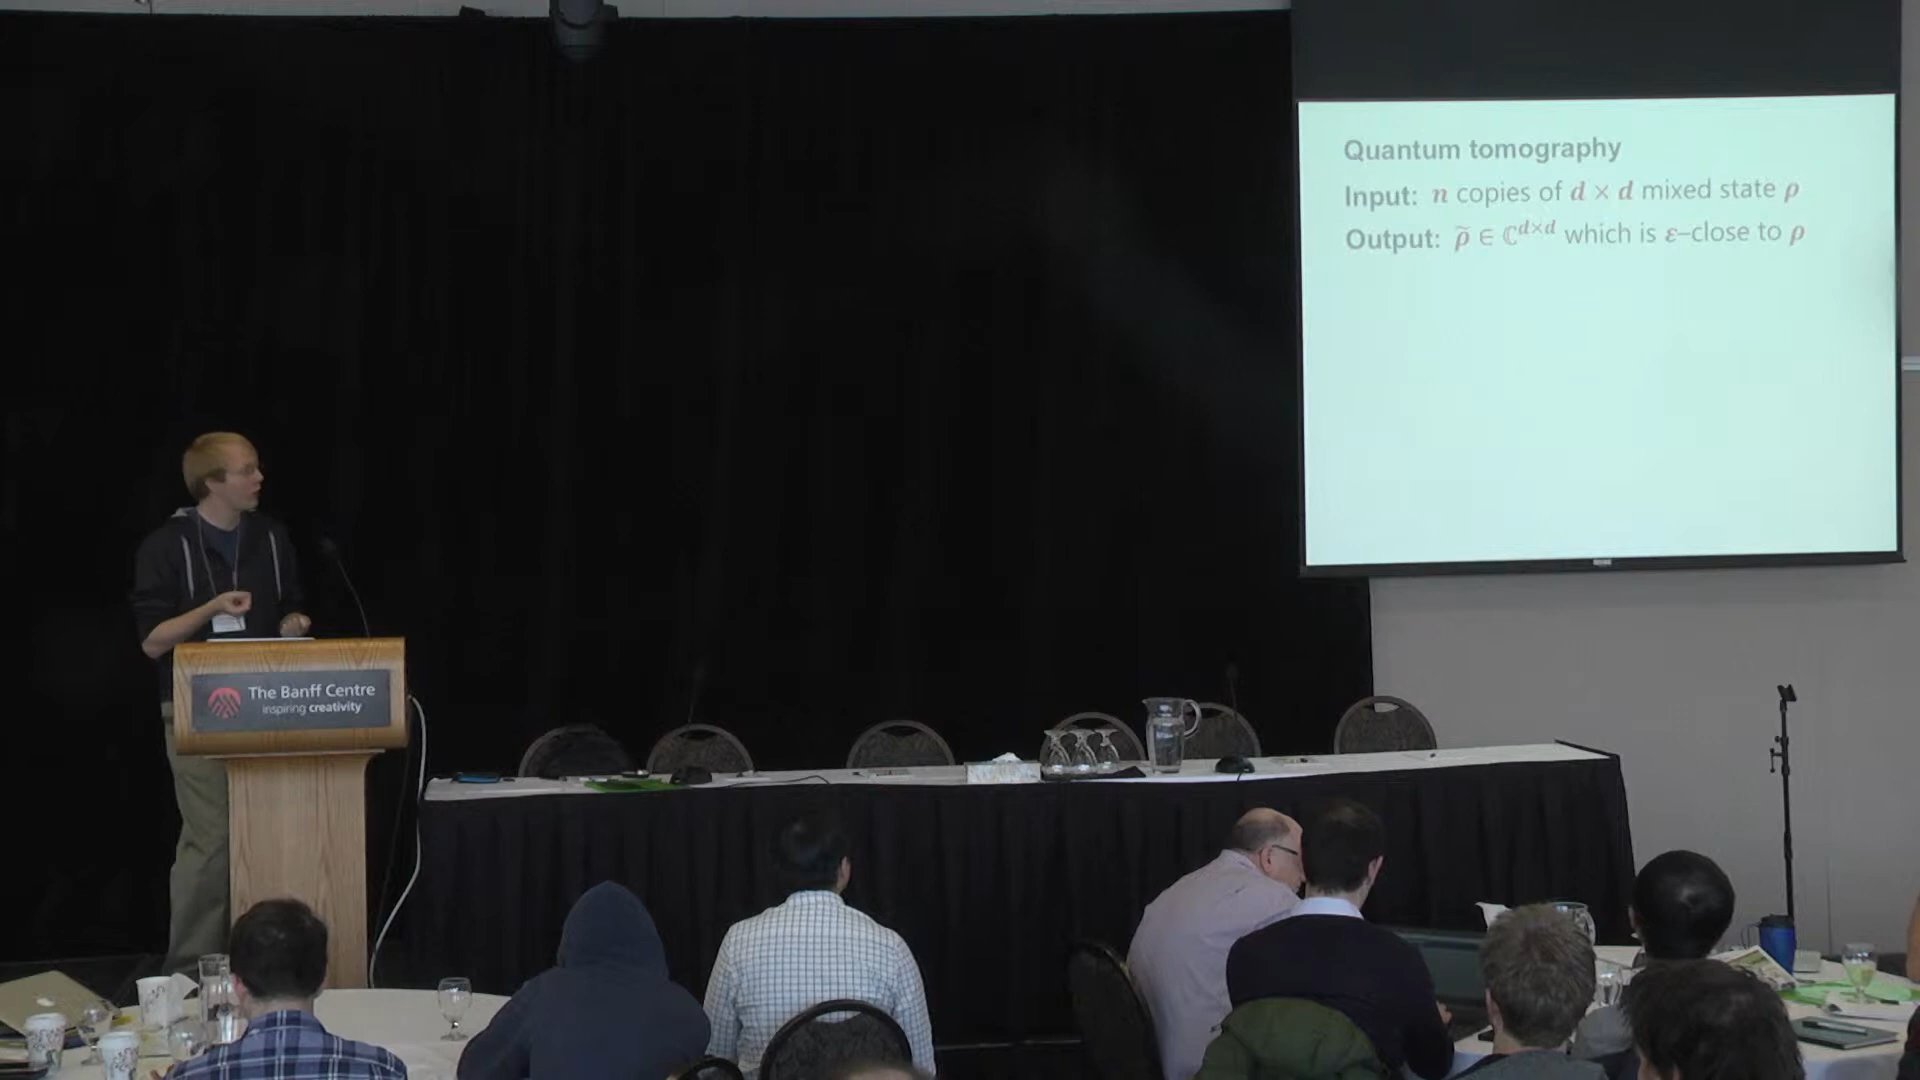 Quantum tomography
Input: n copies of d × d mixed state ρ
Output: ρ̃ ∈ ℂ^{d×d} which is ε–close to ρ
The Banff Centre
inspiring creativity